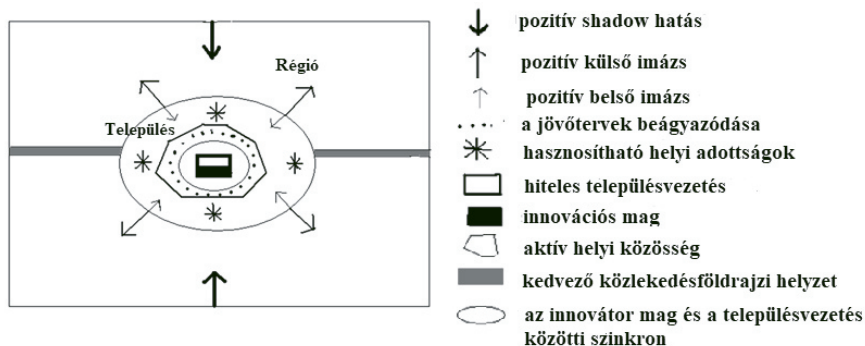 Régió
Település
pozitív shadow hatás
pozitív külső imázs
pozitív belső imázs
a jövőtervek beágyazódása
hasznosítható helyi adottságok
hiteles településvezetés
innovációs mag
aktív helyi közösség
kedvező közlekedésföldrajzi helyzet
az innovátor mag és a településvezetés
közötti szinkron